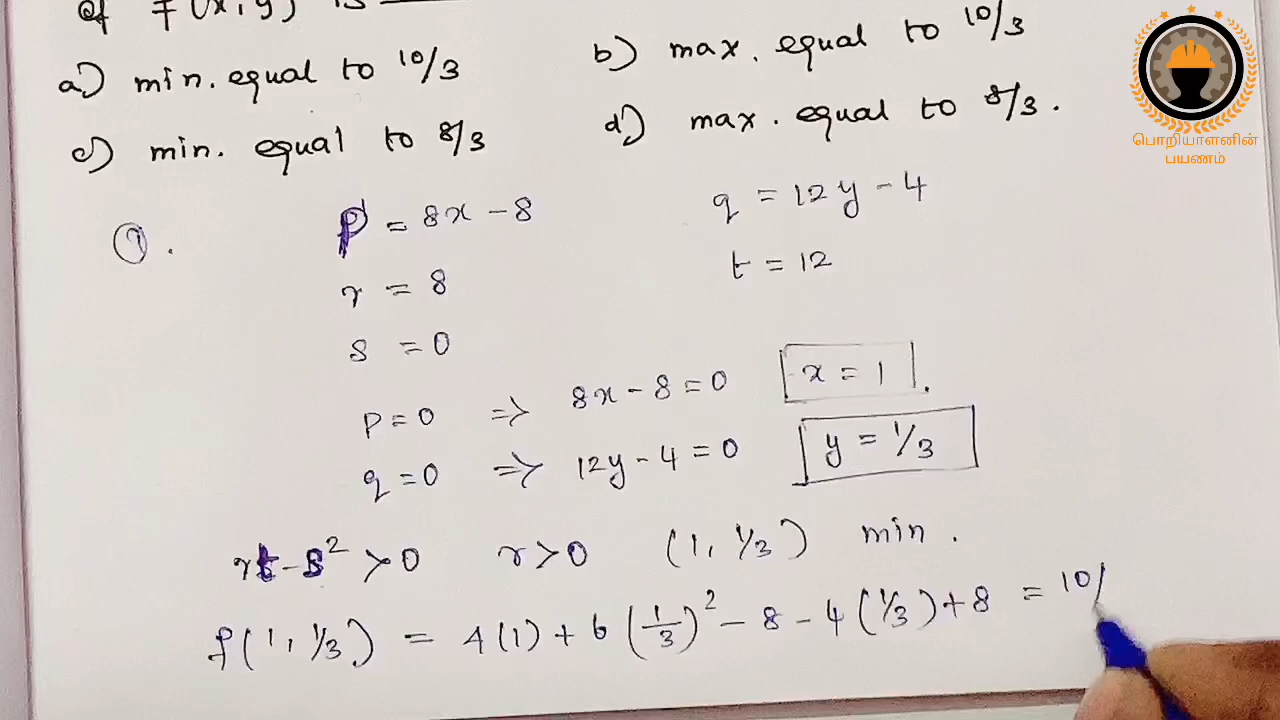 of f(x,y) is
a) min. equal to 10/3 b) max. equal to 10/3
c) min. equal to 8/3 d) max. equal to 8/3.
பொறியாளனின்
பயணம்
p = 8x - 8 q = 12y - 4
r = 8 t = 12
s = 0
p = 0 => 8x - 8 = 0 x = 1.
q = 0 => 12y - 4 = 0 y = 1/3
rt - s² > 0 r > 0 (1, 1/3) min.
f(1, 1/3) = 4(1) + 6(1/3)² - 8 - 4(1/3) + 8 = 10/